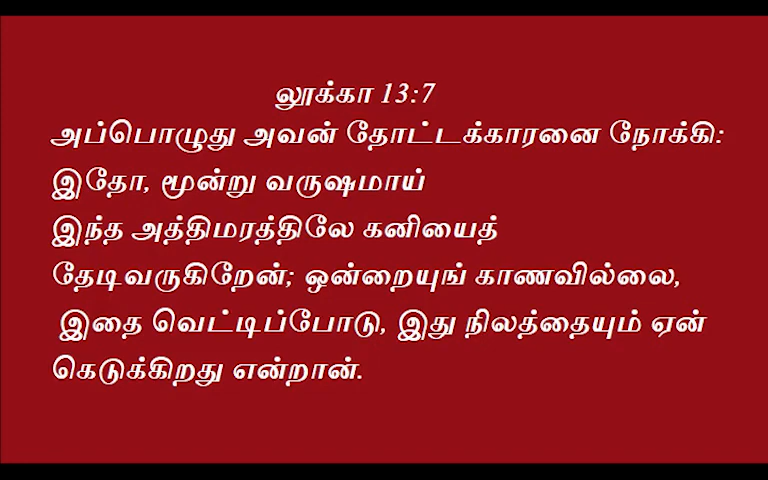 லூக்கா 13:7
அப்பொழுது அவன் தோட்டக்காரனை நோக்கி:
இதோ, மூன்று வருஷமாய்
இந்த அத்திமரத்திலே கனியைத்
தேடிவருகிறேன்; ஒன்றையுங் காணவில்லை,
இதை வெட்டிப்போடு, இது நிலத்தையும் ஏன்
கெடுக்கிறது என்றான்.